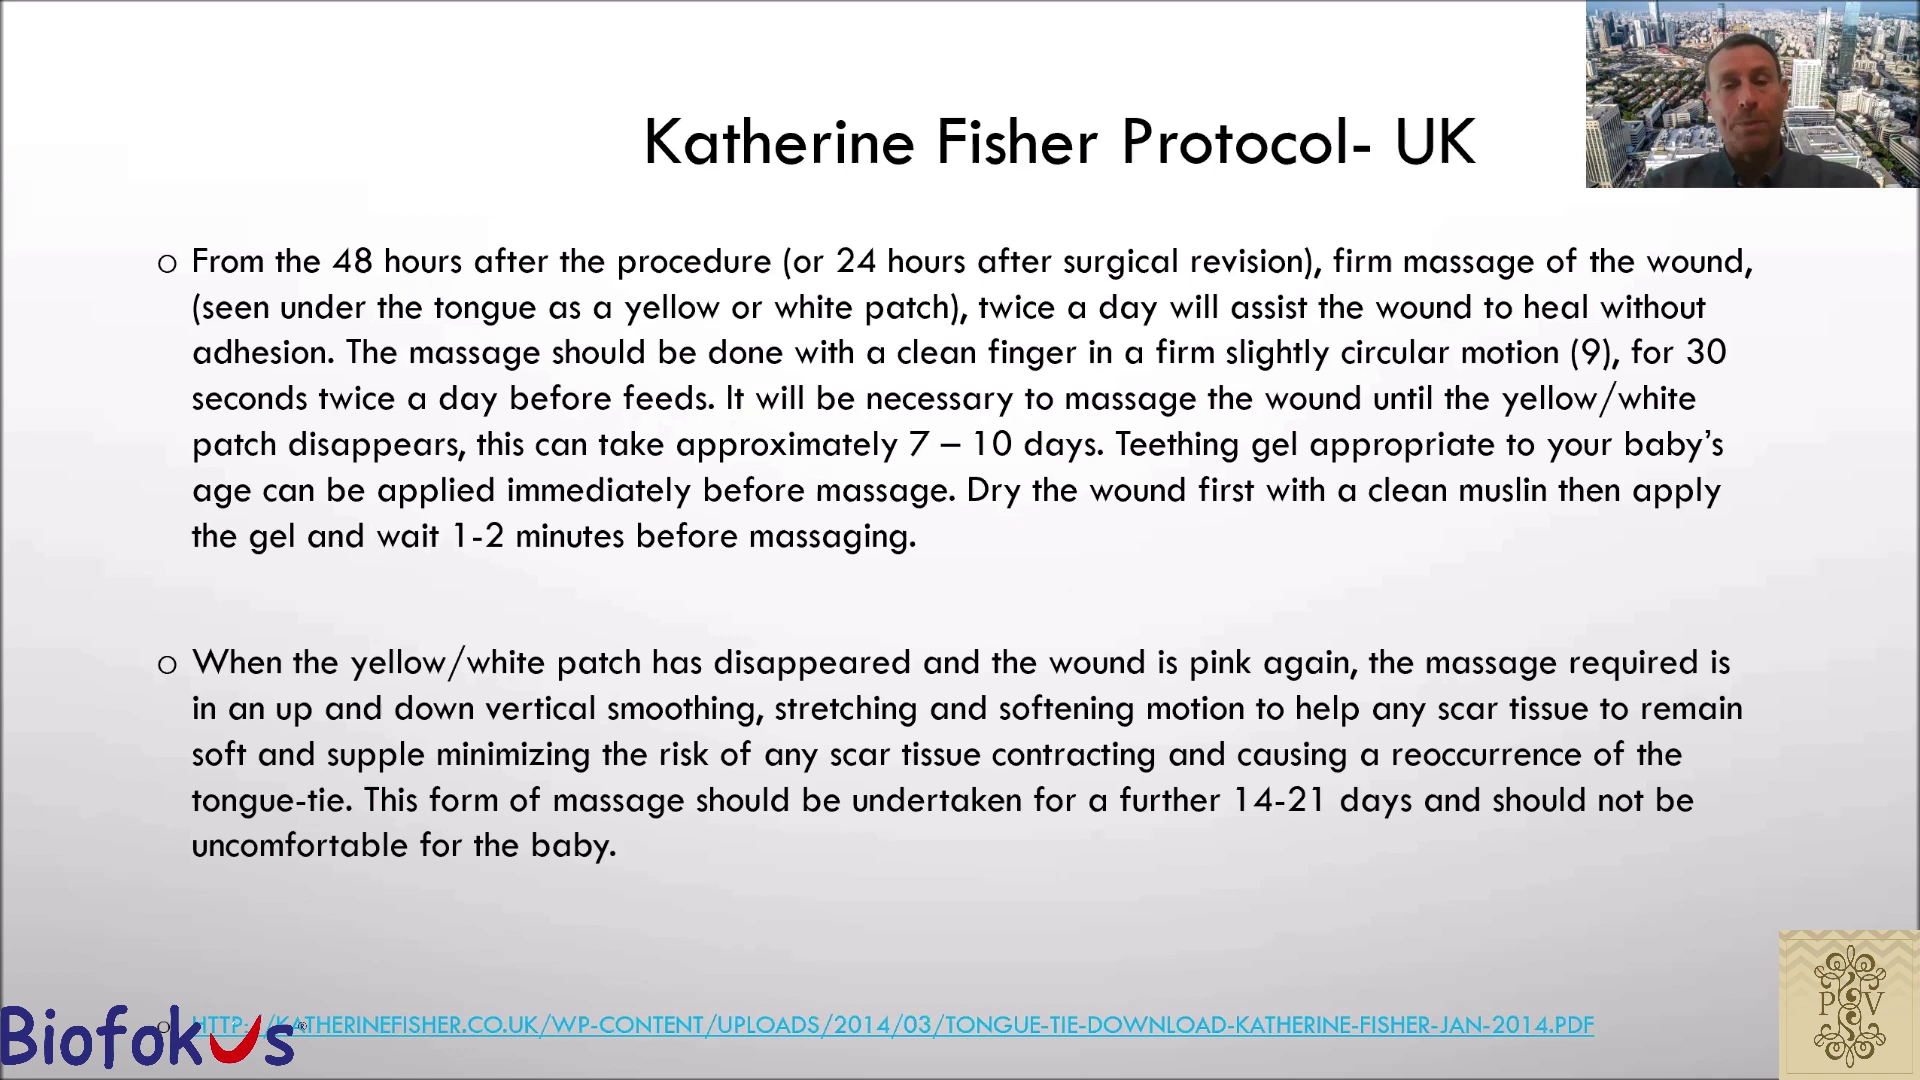 Katherine Fisher Protocol- UK
o From the 48 hours after the procedure (or 24 hours after surgical revision), firm massage of the wound,
(seen under the tongue as a yellow or white patch), twice a day will assist the wound to heal without
adhesion. The massage should be done with a clean finger in a firm slightly circular motion (9), for 30
seconds twice a day before feeds. It will be necessary to massage the wound until the yellow/white
patch disappears, this can take approximately 7 – 10 days. Teething gel appropriate to your baby’s
age can be applied immediately before massage. Dry the wound first with a clean muslin then apply
the gel and wait 1-2 minutes before massaging.
o When the yellow/white patch has disappeared and the wound is pink again, the massage required is
in an up and down vertical smoothing, stretching and softening motion to help any scar tissue to remain
soft and supple minimizing the risk of any scar tissue contracting and causing a reoccurrence of the
tongue-tie. This form of massage should be undertaken for a further 14-21 days and should not be
uncomfortable for the baby.
HTTP://KATHERINEFISHER.CO.UK/WP-CONTENT/UPLOADS/2014/03/TONGUE-TIE-DOWNLOAD-KATHERINE-FISHER-JAN-2014.PDF
Biofokus®
P V